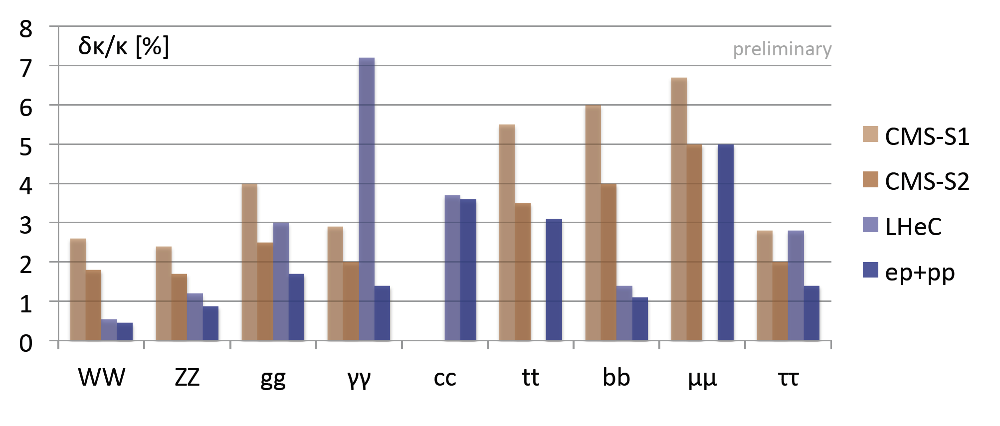 8
δκ/κ [%]
preliminary
7
6
5
4
3
2
1
0
WW ZZ gg γγ cc tt bb μμ ττ
CMS-S1
CMS-S2
LHeC
ep+pp